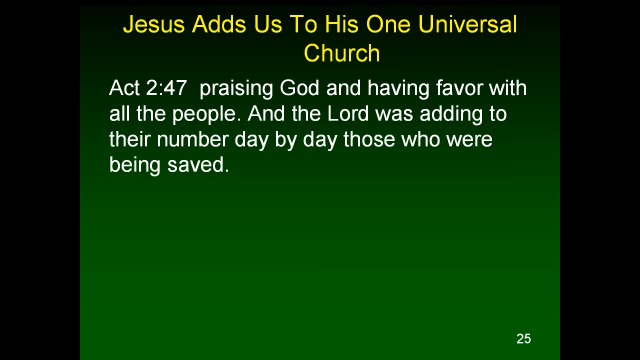 Jesus Adds Us To His One Universal
Church
Act 2:47  praising God and having favor with
all the people. And the Lord was adding to
their number day by day those who were
being saved.
25